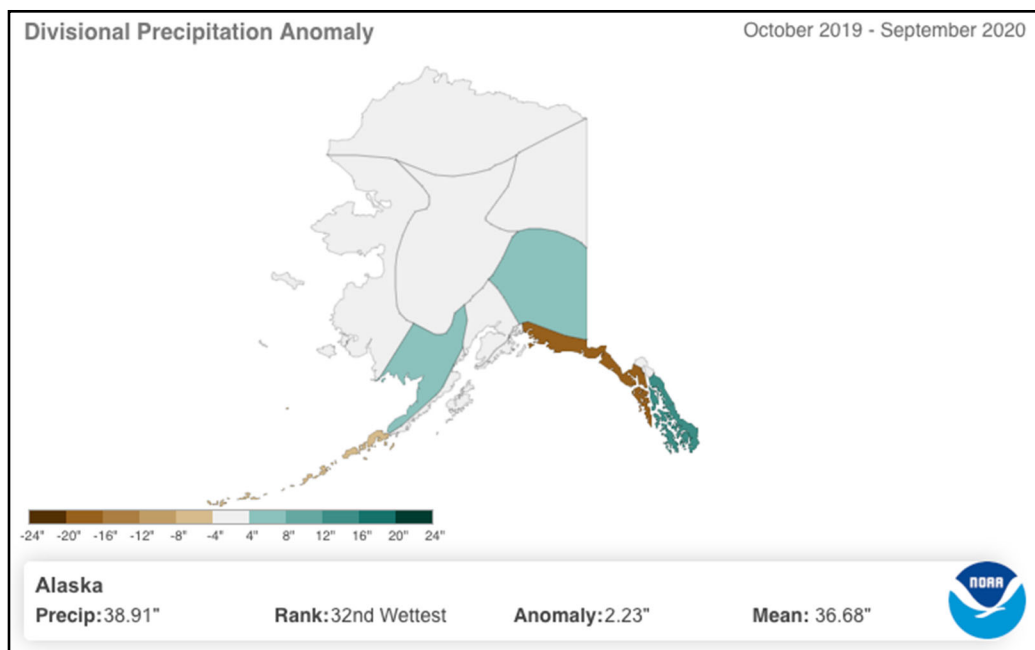 Divisional Precipitation Anomaly
October 2019 - September 2020
-24" -20" -16" -12" -8" -4" 4" 8" 12" 16" 20" 24"
Alaska
Precip:38.91" Rank:32nd Wettest Anomaly:2.23" Mean: 36.68"
NOAA